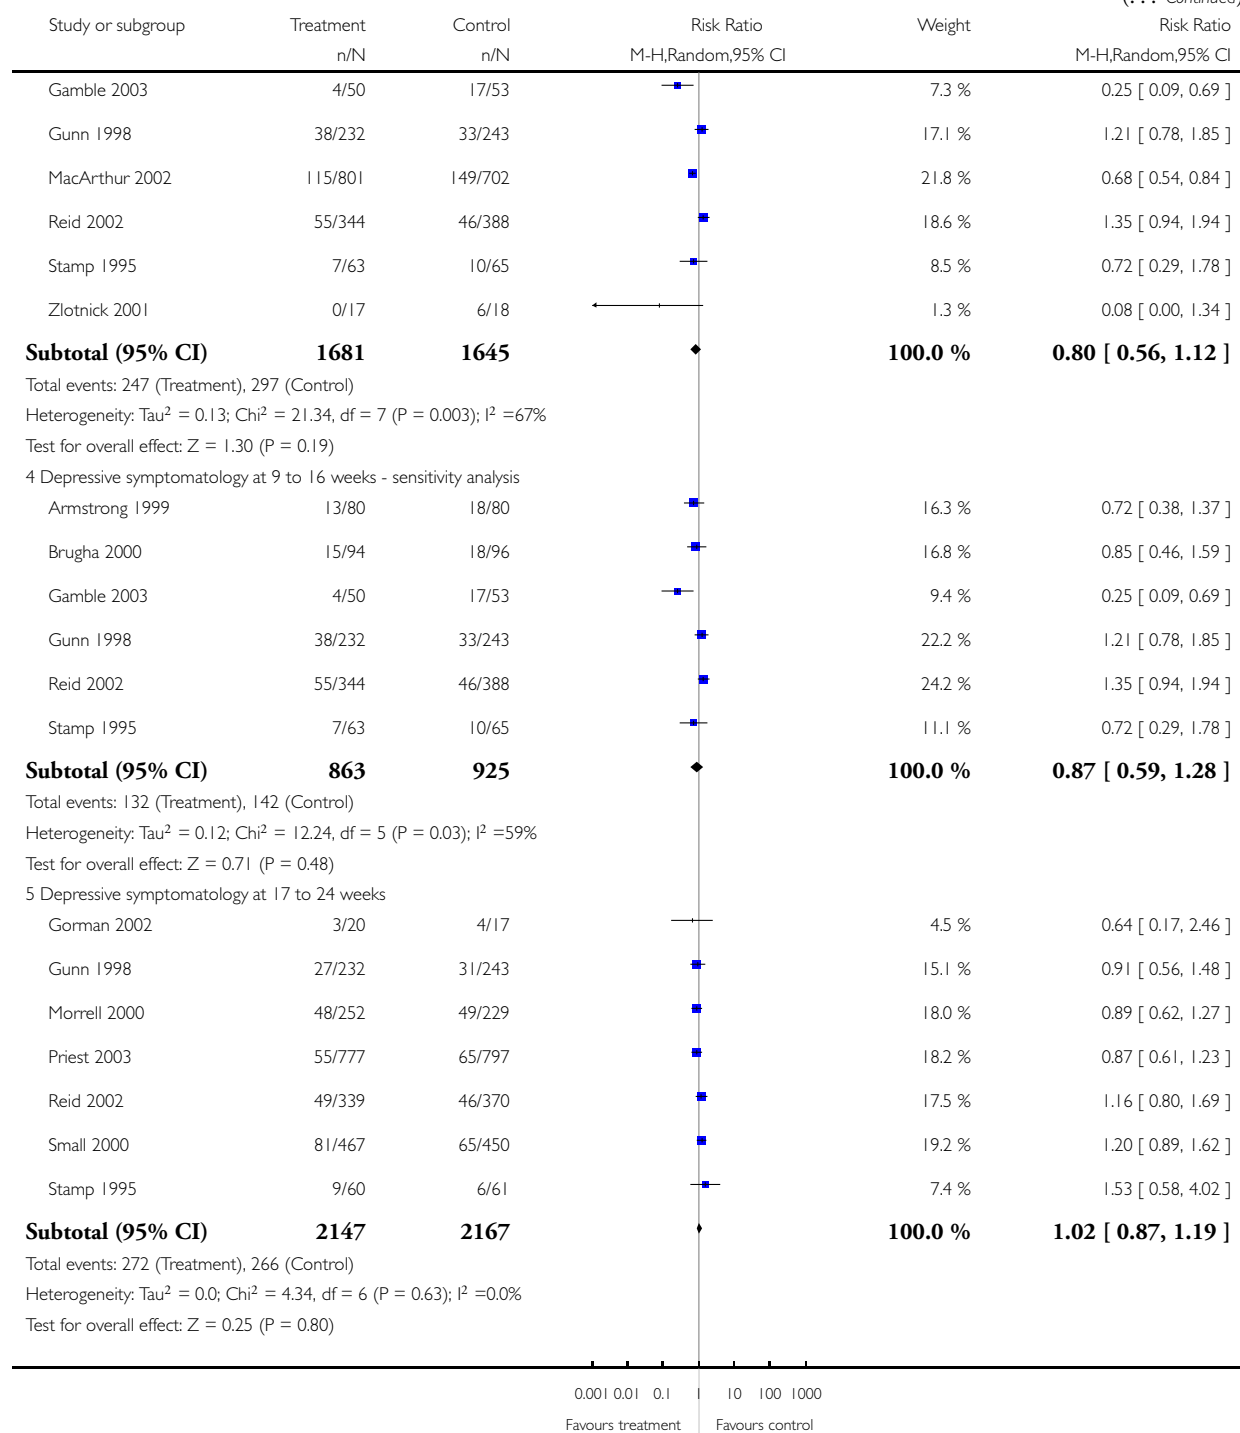 (... Continued)
Study or subgroup Treatment Control Risk Ratio Weight Risk Ratio
n/N n/N M-H,Random,95% CI M-H,Random,95% CI
Gamble 2003 4/50 17/53 7.3 % 0.25 [ 0.09, 0.69 ]
Gunn 1998 38/232 33/243 17.1 % 1.21 [ 0.78, 1.85 ]
MacArthur 2002 115/801 149/702 21.8 % 0.68 [ 0.54, 0.84 ]
Reid 2002 55/344 46/388 18.6 % 1.35 [ 0.94, 1.94 ]
Stamp 1995 7/63 10/65 8.5 % 0.72 [ 0.29, 1.78 ]
Zlotnick 2001 0/17 6/18 1.3 % 0.08 [ 0.00, 1.34 ]
Subtotal (95% CI) 1681 1645 100.0 % 0.80 [ 0.56, 1.12 ]
Total events: 247 (Treatment), 297 (Control)
Heterogeneity: Tau² = 0.13; Chi² = 21.34, df = 7 (P = 0.003); I² =67%
Test for overall effect: Z = 1.30 (P = 0.19)
4 Depressive symptomatology at 9 to 16 weeks - sensitivity analysis
Armstrong 1999 13/80 18/80 16.3 % 0.72 [ 0.38, 1.37 ]
Brugha 2000 15/94 18/96 16.8 % 0.85 [ 0.46, 1.59 ]
Gamble 2003 4/50 17/53 9.4 % 0.25 [ 0.09, 0.69 ]
Gunn 1998 38/232 33/243 22.2 % 1.21 [ 0.78, 1.85 ]
Reid 2002 55/344 46/388 24.2 % 1.35 [ 0.94, 1.94 ]
Stamp 1995 7/63 10/65 11.1 % 0.72 [ 0.29, 1.78 ]
Subtotal (95% CI) 863 925 100.0 % 0.87 [ 0.59, 1.28 ]
Total events: 132 (Treatment), 142 (Control)
Heterogeneity: Tau² = 0.12; Chi² = 12.24, df = 5 (P = 0.03); I² =59%
Test for overall effect: Z = 0.71 (P = 0.48)
5 Depressive symptomatology at 17 to 24 weeks
Gorman 2002 3/20 4/17 4.5 % 0.64 [ 0.17, 2.46 ]
Gunn 1998 27/232 31/243 15.1 % 0.91 [ 0.56, 1.48 ]
Morrell 2000 48/252 49/229 18.0 % 0.89 [ 0.62, 1.27 ]
Priest 2003 55/777 65/797 18.2 % 0.87 [ 0.61, 1.23 ]
Reid 2002 49/339 46/370 17.5 % 1.16 [ 0.80, 1.69 ]
Small 2000 81/467 65/450 19.2 % 1.20 [ 0.89, 1.62 ]
Stamp 1995 9/60 6/61 7.4 % 1.53 [ 0.58, 4.02 ]
Subtotal (95% CI) 2147 2167 100.0 % 1.02 [ 0.87, 1.19 ]
Total events: 272 (Treatment), 266 (Control)
Heterogeneity: Tau² = 0.0; Chi² = 4.34, df = 6 (P = 0.63); I² =0.0%
Test for overall effect: Z = 0.25 (P = 0.80)
0.001 0.01 0.1 1 10 100 1000
Favours treatment Favours control